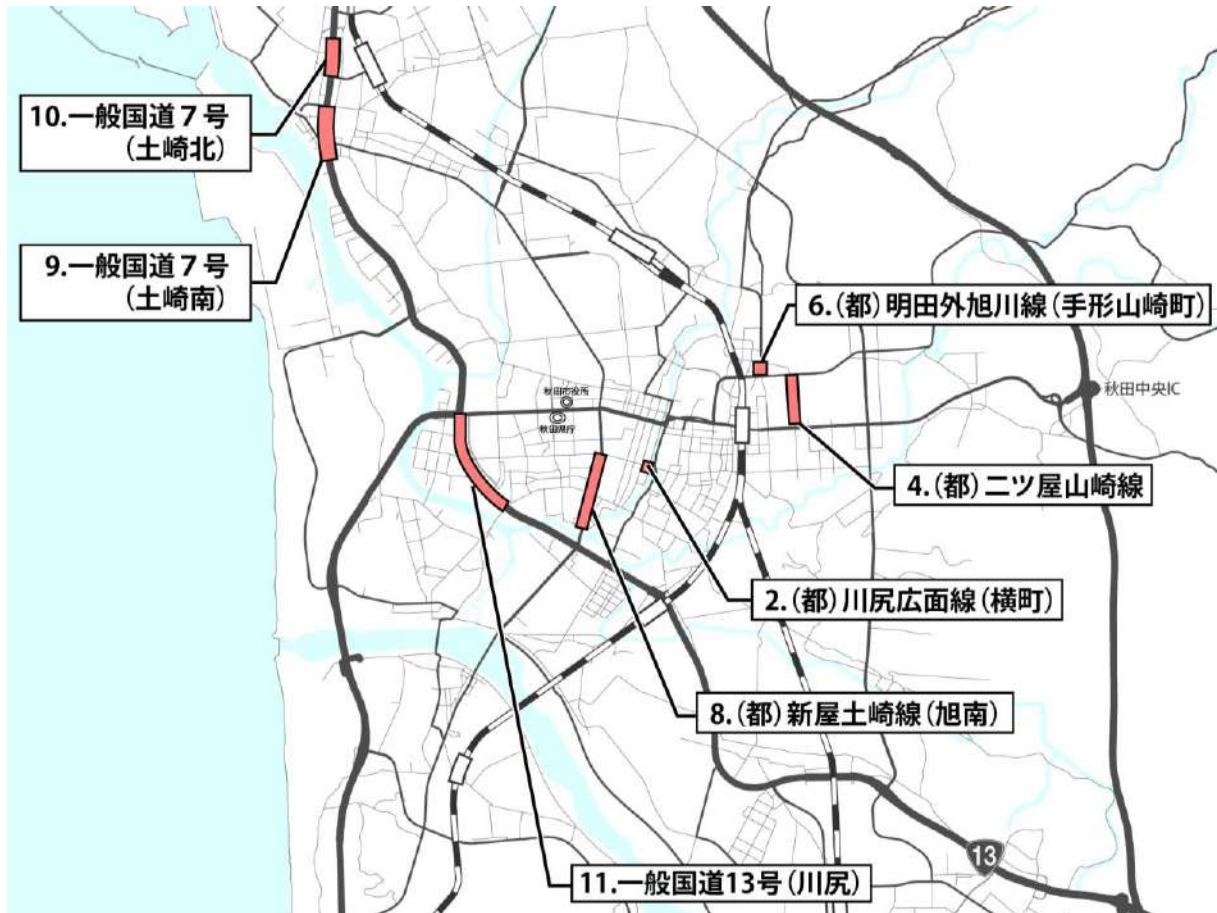 10.一般国道7号
(土崎北)
9.一般国道7号
(土崎南)
6.(都)明田外旭川線(手形山崎町)
秋田市役所
秋田県庁
秋田中央IC
4.(都)二ツ屋山崎線
2.(都)川尻広面線(横町)
8.(都)新屋土崎線(旭南)
13
11.一般国道13号(川尻)